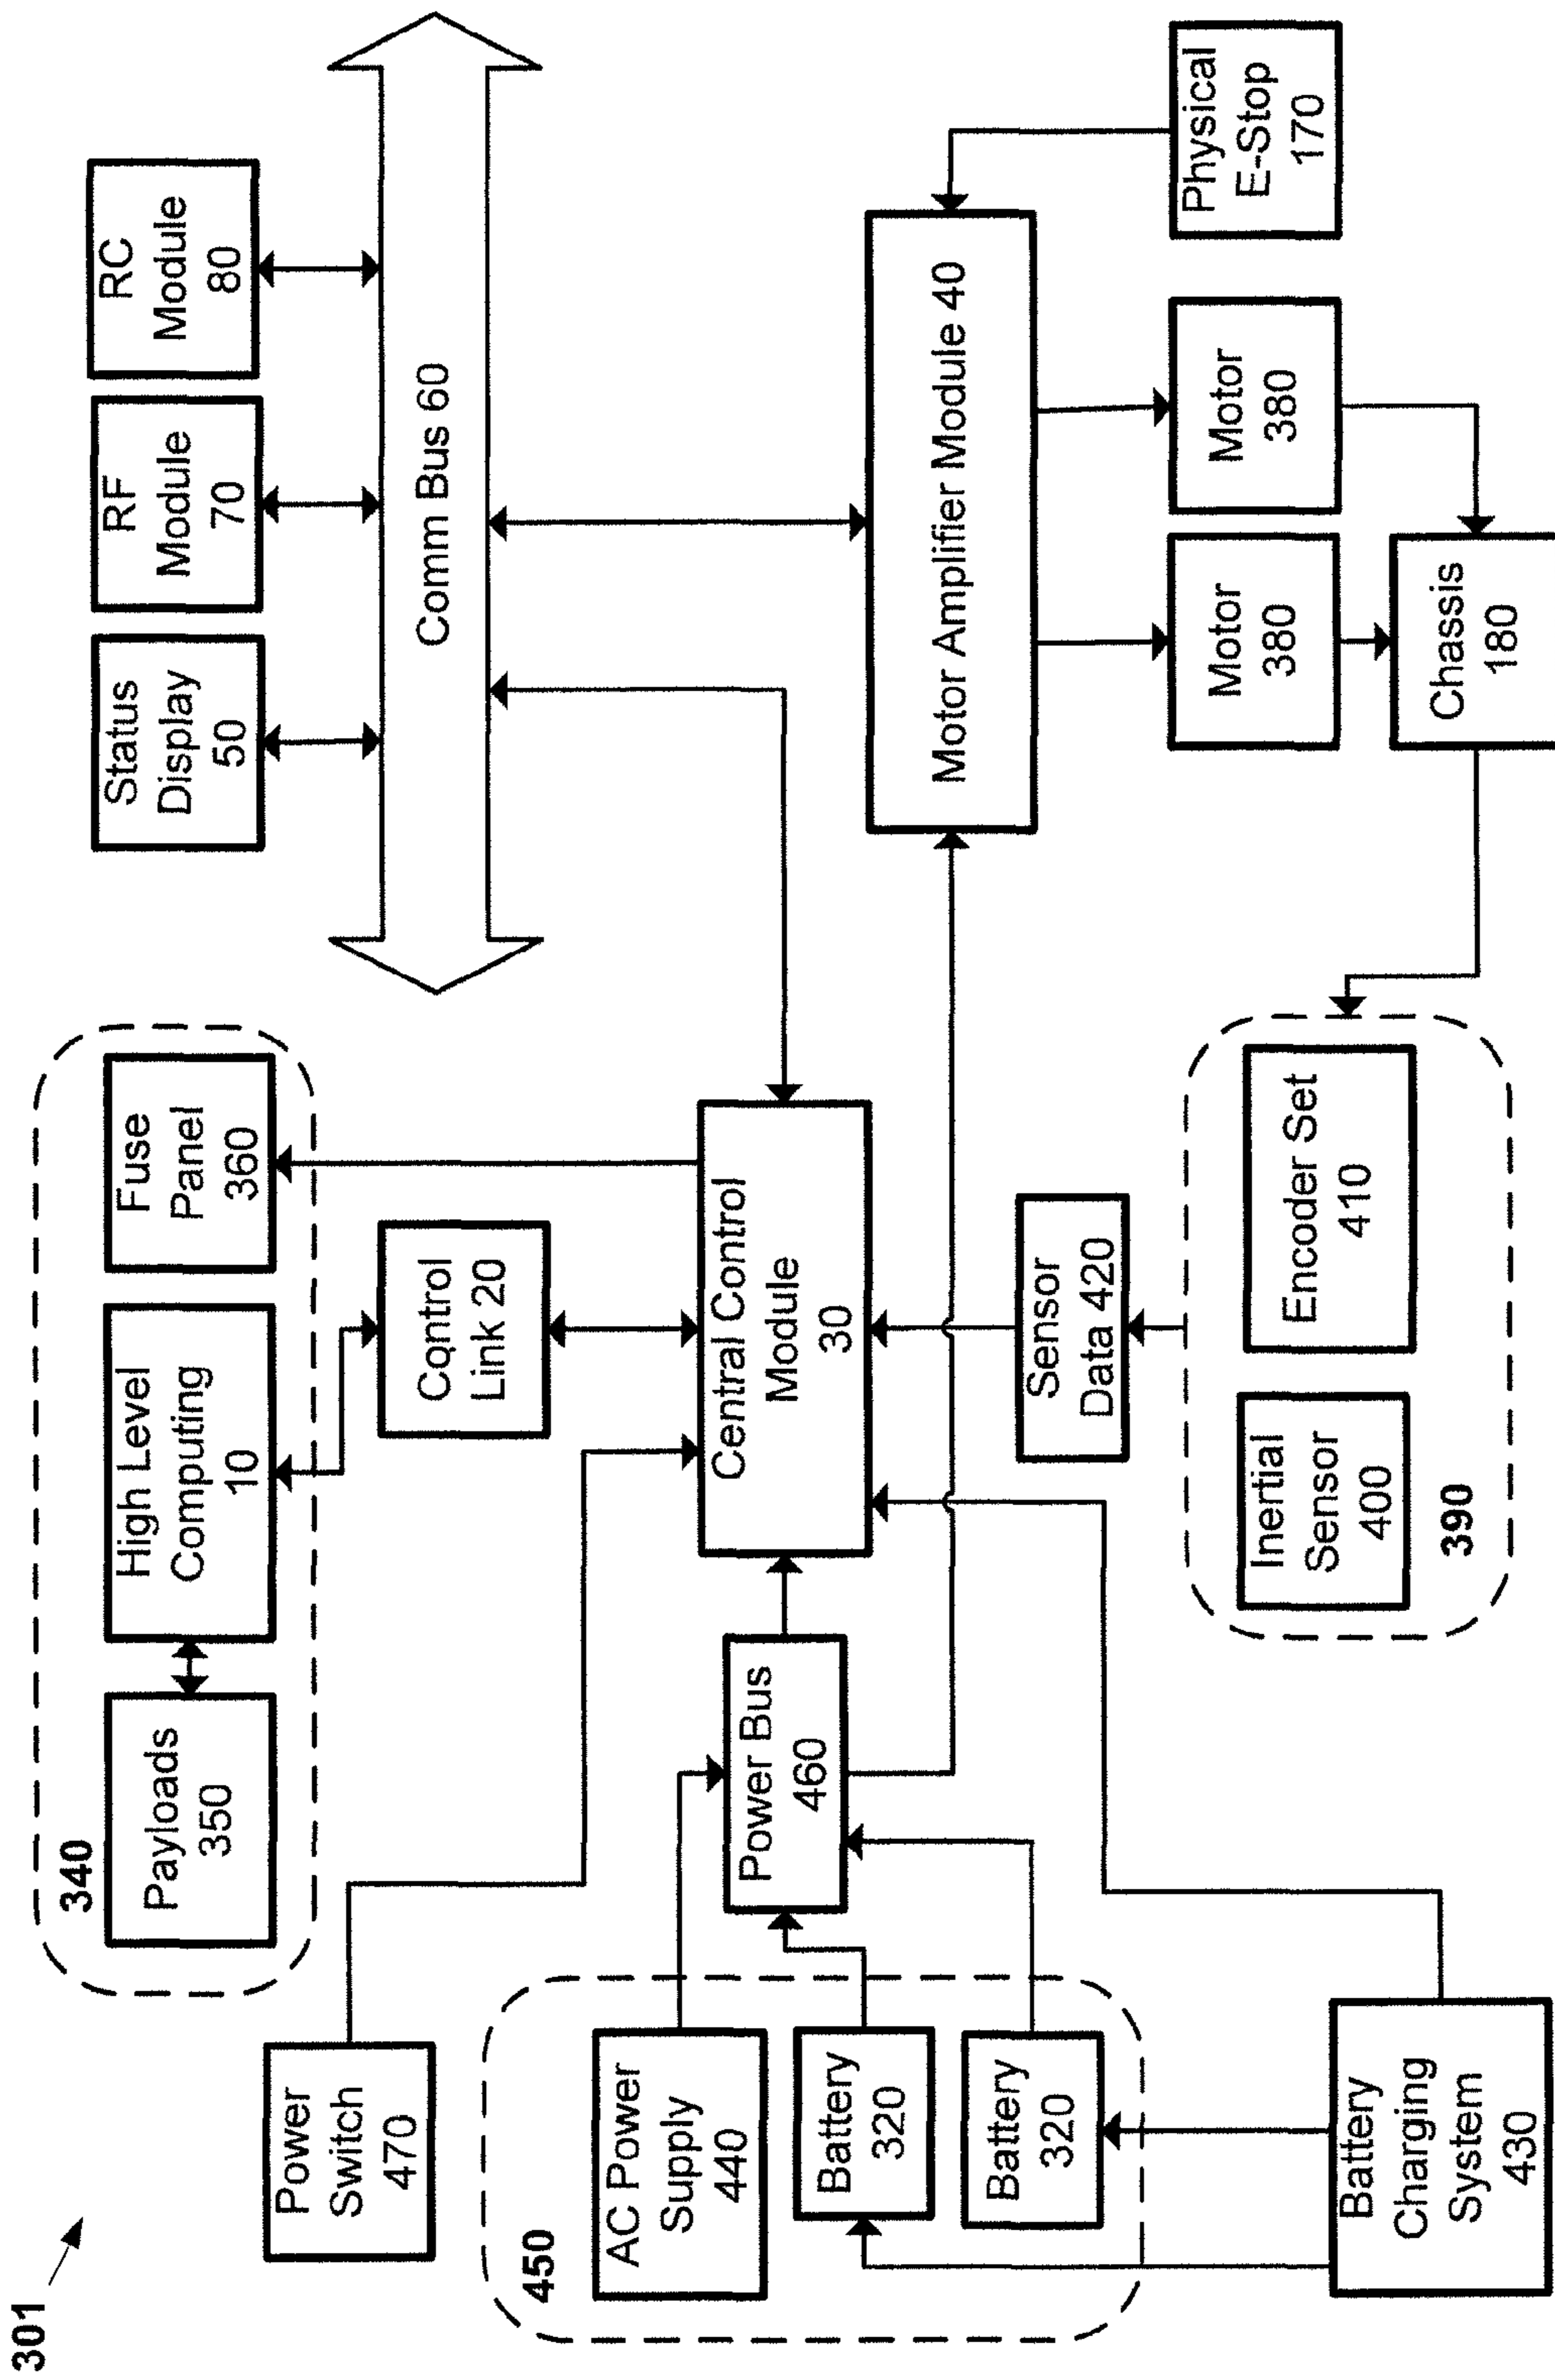 301
340
Payloads
350
High Level
Computing
10
Fuse
Panel
360
Status
Display
50
RF
Module
70
RC
Module
80
Power
Switch
470
Control
Link 20
Comm Bus 60
450
AC Power
Supply
440
Battery
320
Battery
320
Power Bus
460
Central Control
Module
30
Motor Amplifier Module 40
Sensor
Data 420
Physical
E-Stop
170
Motor
380
Motor
380
Inertial
Sensor
400
Encoder Set
410
390
Chassis
180
Battery
Charging
System
430